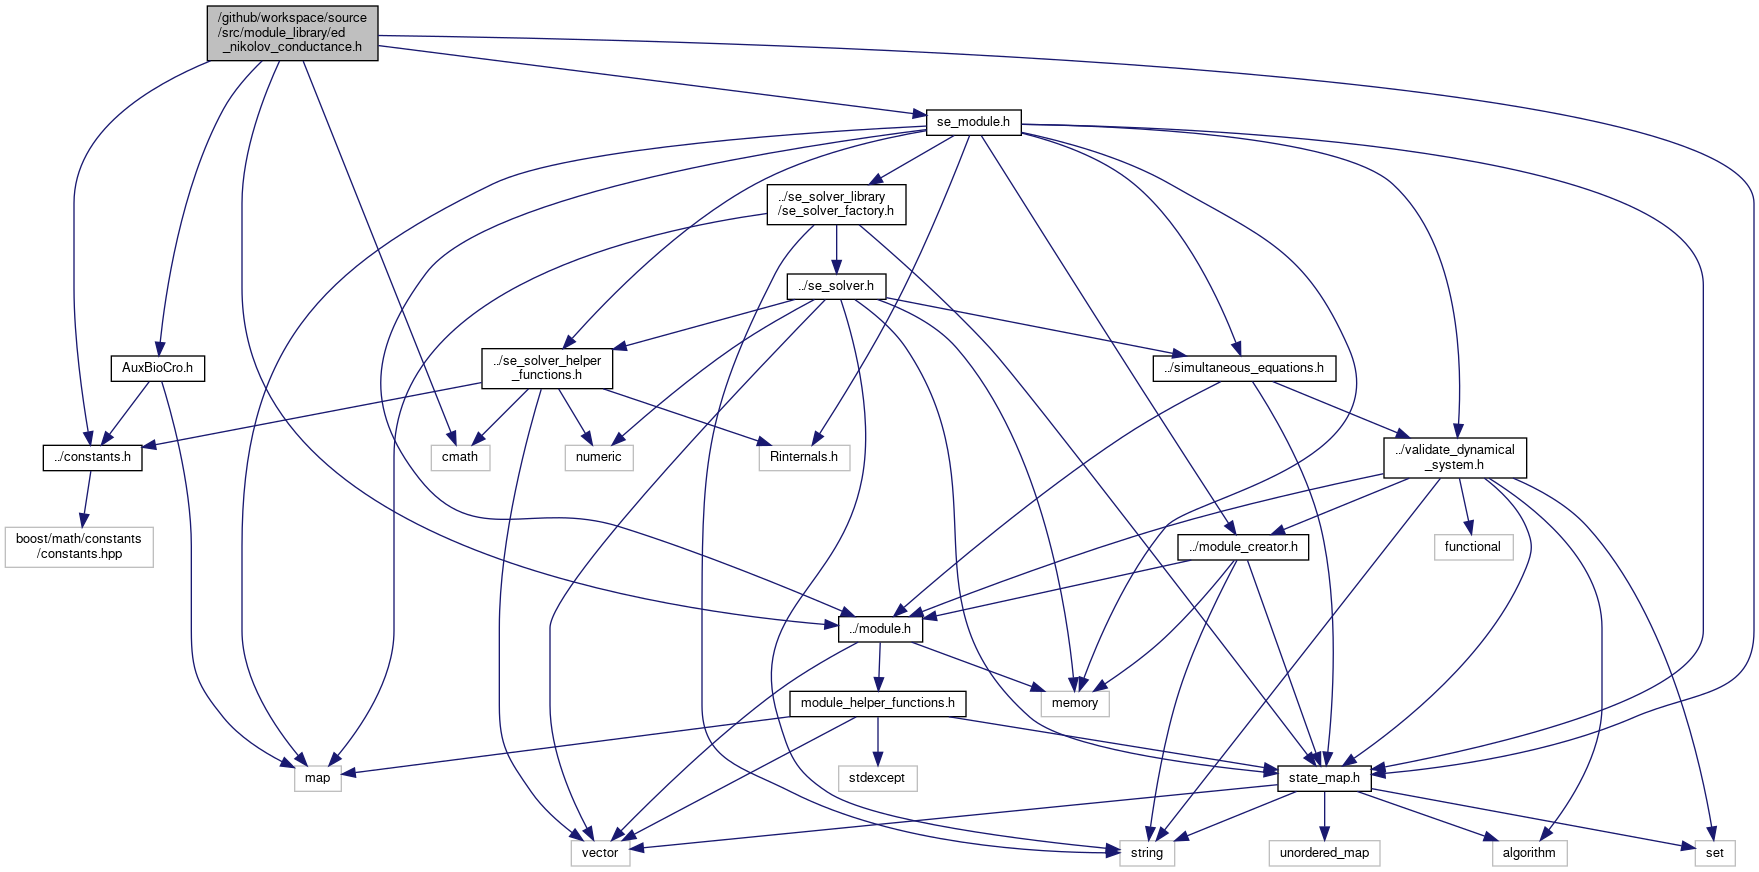 /github/workspace/source
/src/module_library/ed
_nikolov_conductance.h
se_module.h
../se_solver_library
/se_solver_factory.h
../se_solver.h
../se_solver_helper
_functions.h
../simultaneous_equations.h
AuxBioCro.h
../constants.h
cmath
numeric
Rinternals.h
../validate_dynamical
_system.h
boost/math/constants
/constants.hpp
../module_creator.h
functional
../module.h
module_helper_functions.h
memory
map
stdexcept
state_map.h
vector
string
unordered_map
algorithm
set